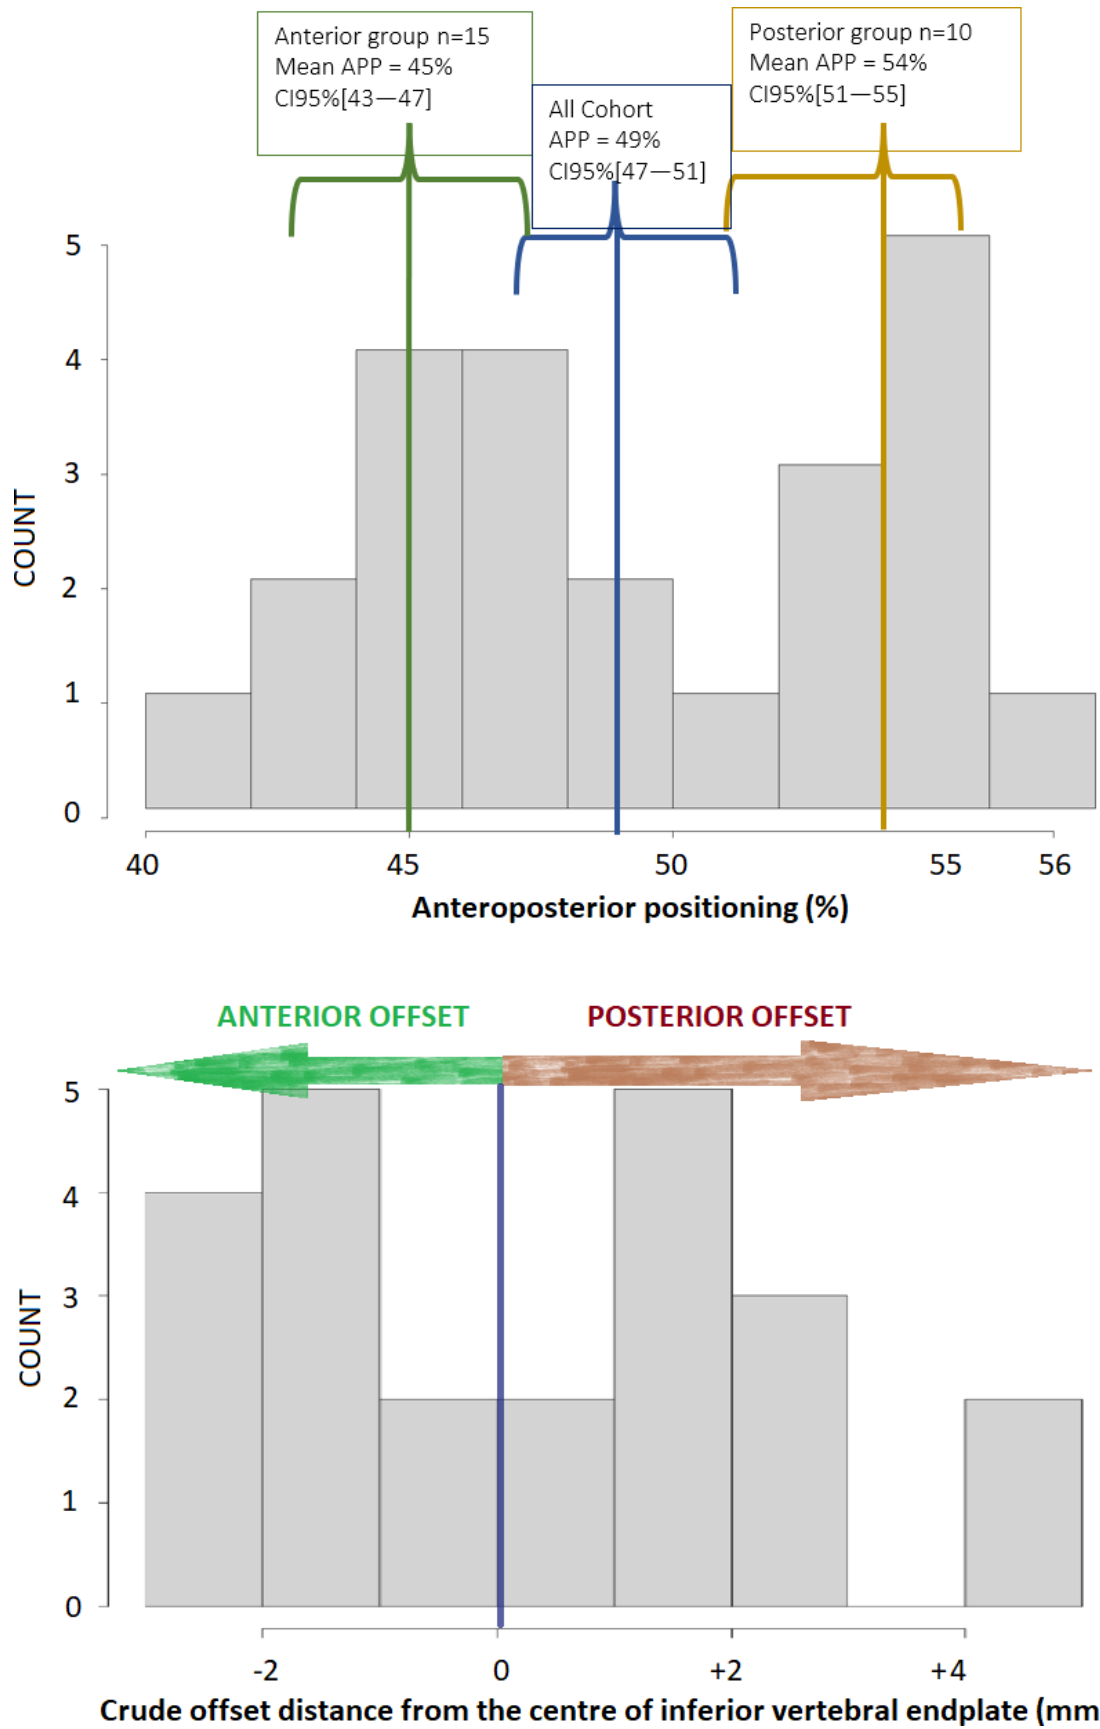 Anterior group n=15
Mean APP = 45%
CI95%[43—47]
All Cohort
APP = 49%
CI95%[47—51]
Posterior group n=10
Mean APP = 54%
CI95%[51—55]
5
4
3
2
1
0
COUNT
40
45
50
55
56
Anteroposterior positioning (%)
ANTERIOR OFFSET
POSTERIOR OFFSET
5
4
3
2
1
0
COUNT
-2
0
+2
+4
Crude offset distance from the centre of inferior vertebral endplate (mm